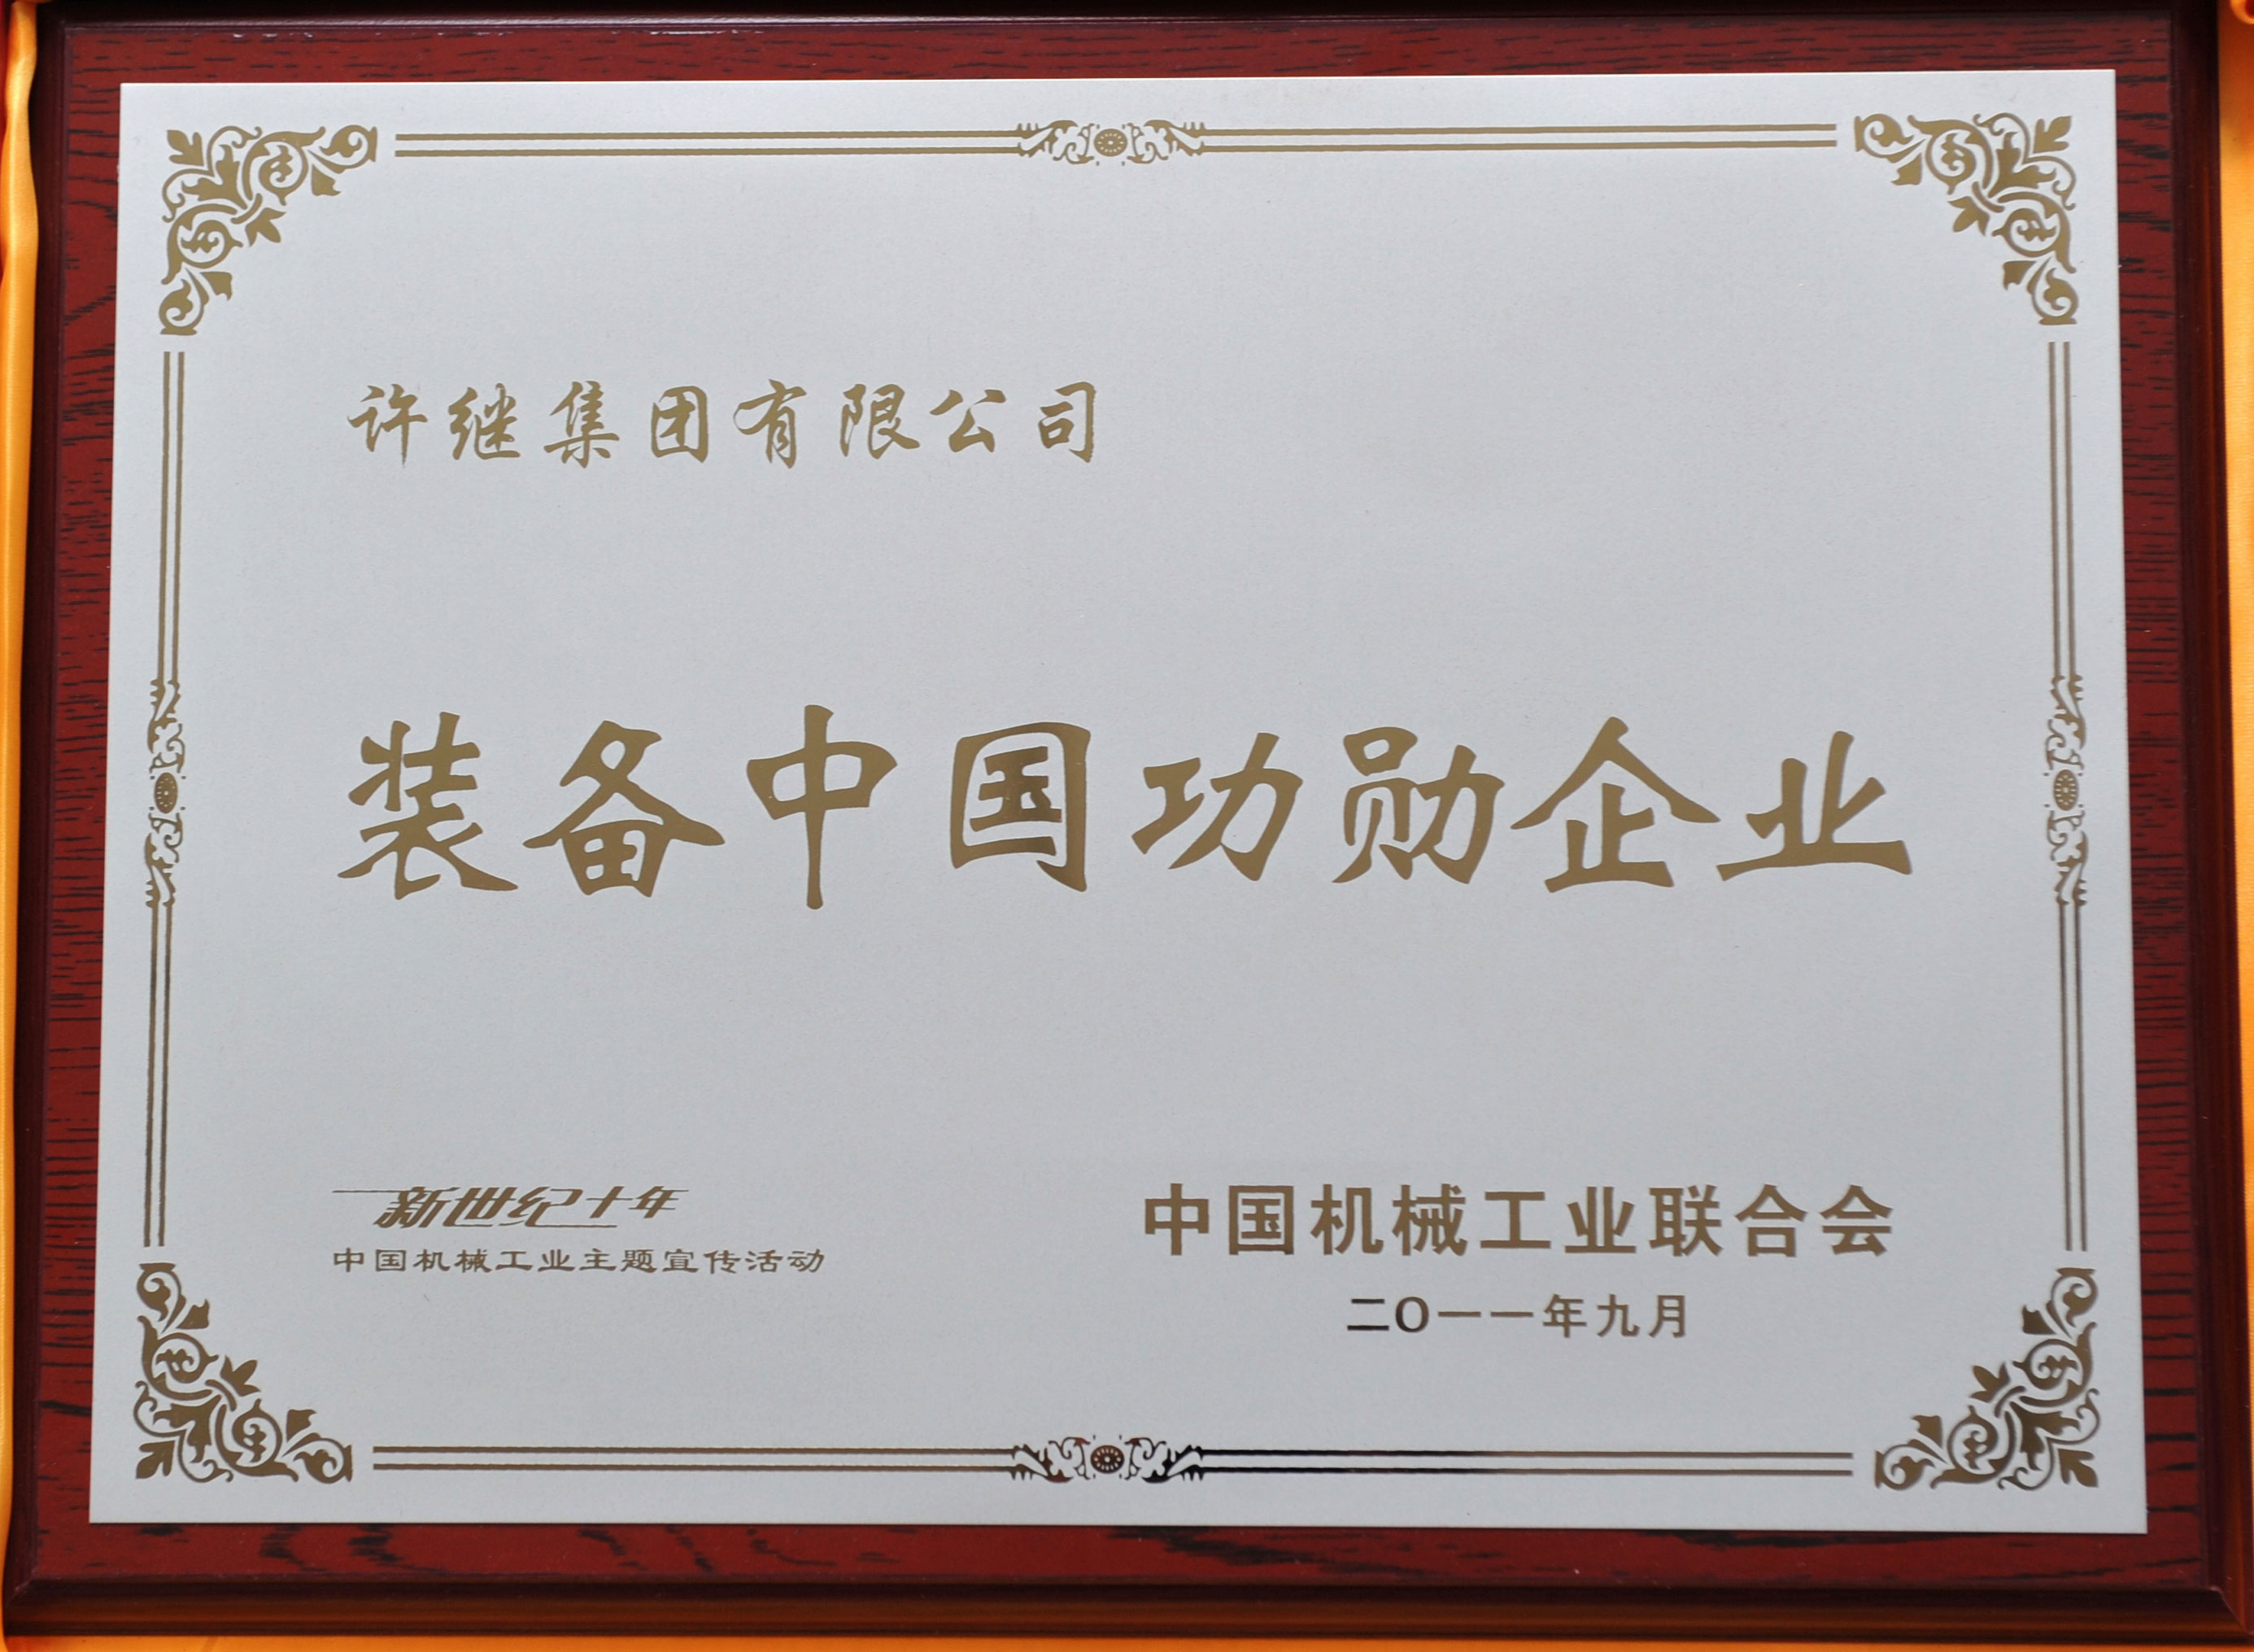 许继集团有限公司
装备中国功勋企业
新世纪十年
中国机械工业主题宣传活动
中国机械工业联合会
二O一一年九月